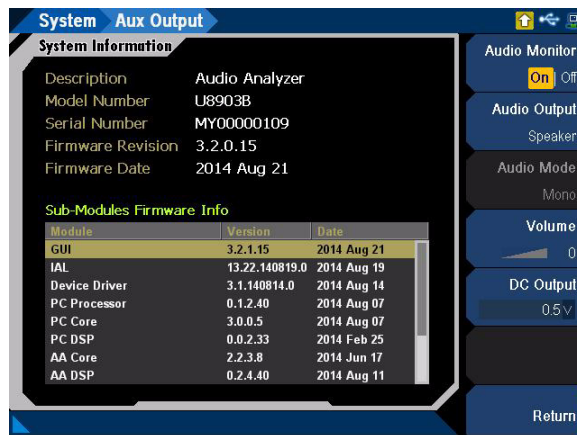 System Aux Output
System Information
Description Audio Analyzer
Model Number U8903B
Serial Number MY00000109
Firmware Revision 3.2.0.15
Firmware Date 2014 Aug 21
Sub-Modules Firmware Info
Module Version Date
GUI 3.2.1.15 2014 Aug 21
IAL 13.22.140819.0 2014 Aug 19
Device Driver 3.1.140814.0 2014 Aug 14
PC Processor 0.1.2.40 2014 Aug 07
PC Core 3.0.0.5 2014 Aug 07
PC DSP 0.0.2.33 2014 Feb 25
AA Core 2.2.3.8 2014 Jun 17
AA DSP 0.2.4.40 2014 Aug 11
Audio Monitor
On | Off
Audio Output
Speaker
Audio Mode
Mono
Volume
0
DC Output
0.5 V
Return